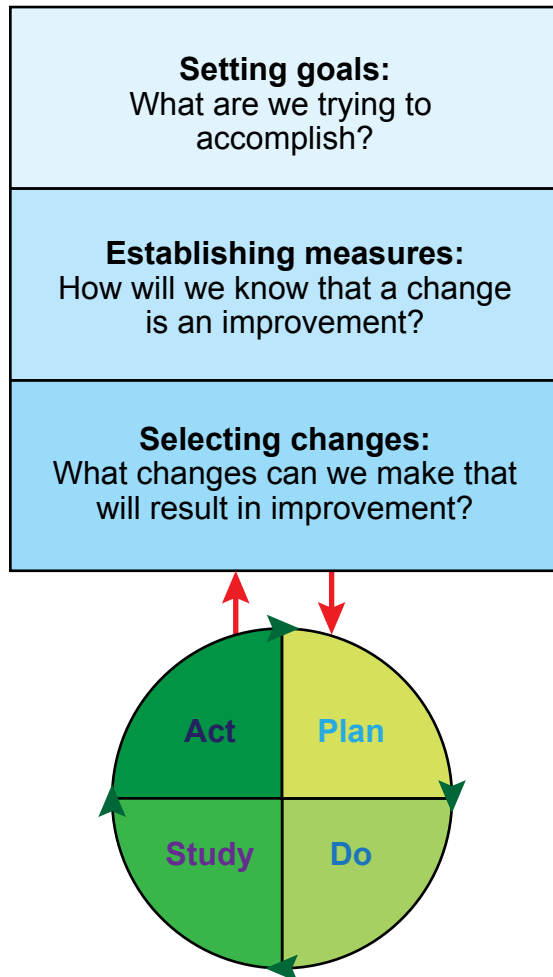 Setting goals:
What are we trying to
accomplish?
Establishing measures:
How will we know that a change
is an improvement?
Selecting changes:
What changes can we make that
will result in improvement?
Act
Plan
Study
Do